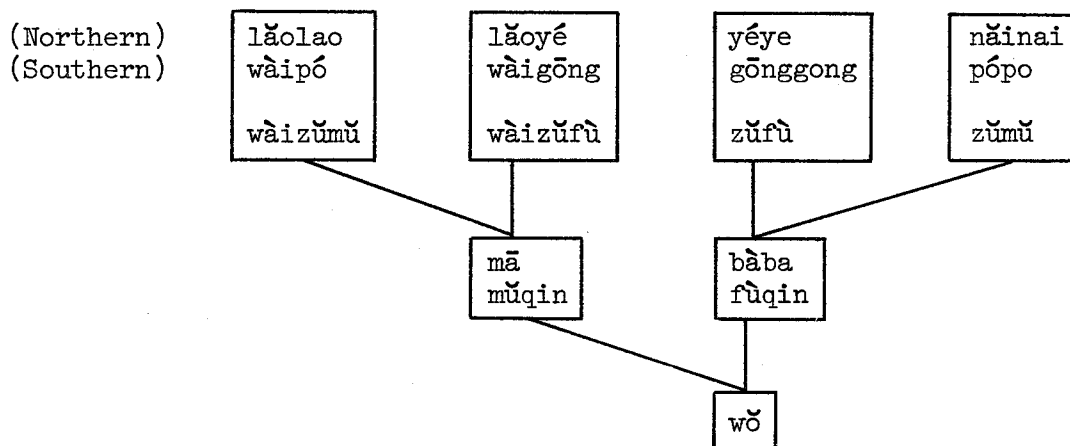 (Northern) lǎolao lǎoyé yéye nǎinai
(Southern) wàipó wàigōng gōnggong pópo
wàizǔmǔ wàizǔfù zǔfù zǔmǔ
mā bàba
mǔqin fùqin
wǒ